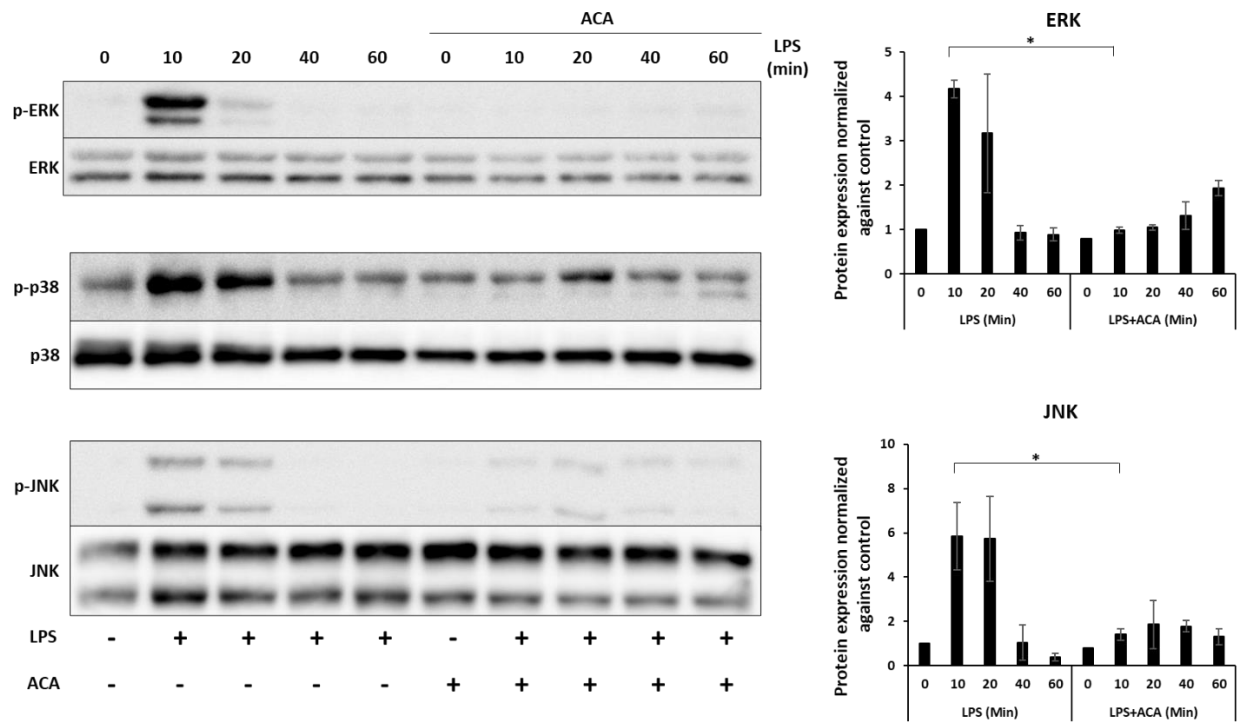 ACA
0 10 20 40 60 0 10 20 40 60 LPS (min)
p-ERK
ERK
p-p38
p38
p-JNK
JNK
LPS - + + + + - + + + +
ACA - - - - - + + + + +
ERK
Protein expression normalized
against control
5
4
3
2
1
0
*
0 10 20 40 60 0 10 20 40 60
LPS (Min) LPS+ACA (Min)
JNK
Protein expression normalized
against control
10
8
6
4
2
0
*
0 10 20 40 60 0 10 20 40 60
LPS (Min) LPS+ACA (Min)